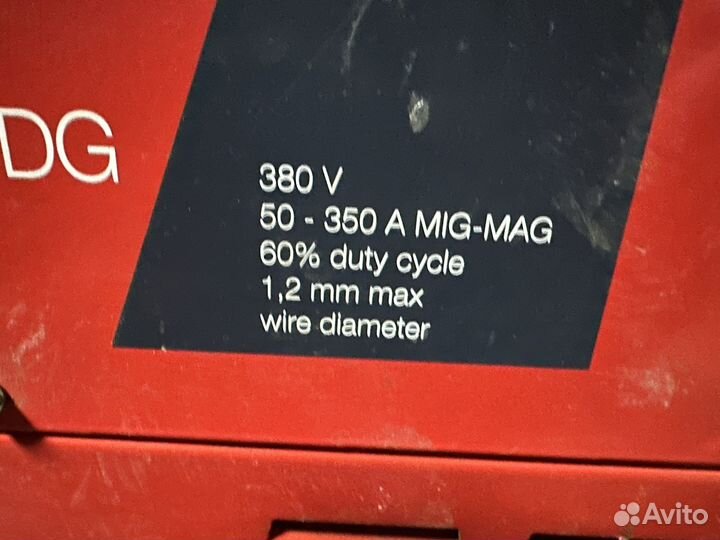 DG
380 V
50 - 350 A MIG-MAG
60% duty cycle
1,2 mm max
wire diameter
Avito